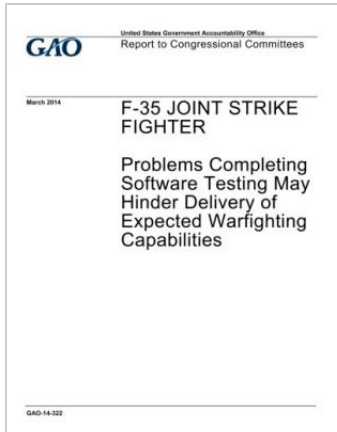 United States Government Accountability Office
GAO
Report to Congressional Committees
March 2014
F-35 JOINT STRIKE
FIGHTER
Problems Completing
Software Testing May
Hinder Delivery of
Expected Warfighting
Capabilities
GAO-14-322